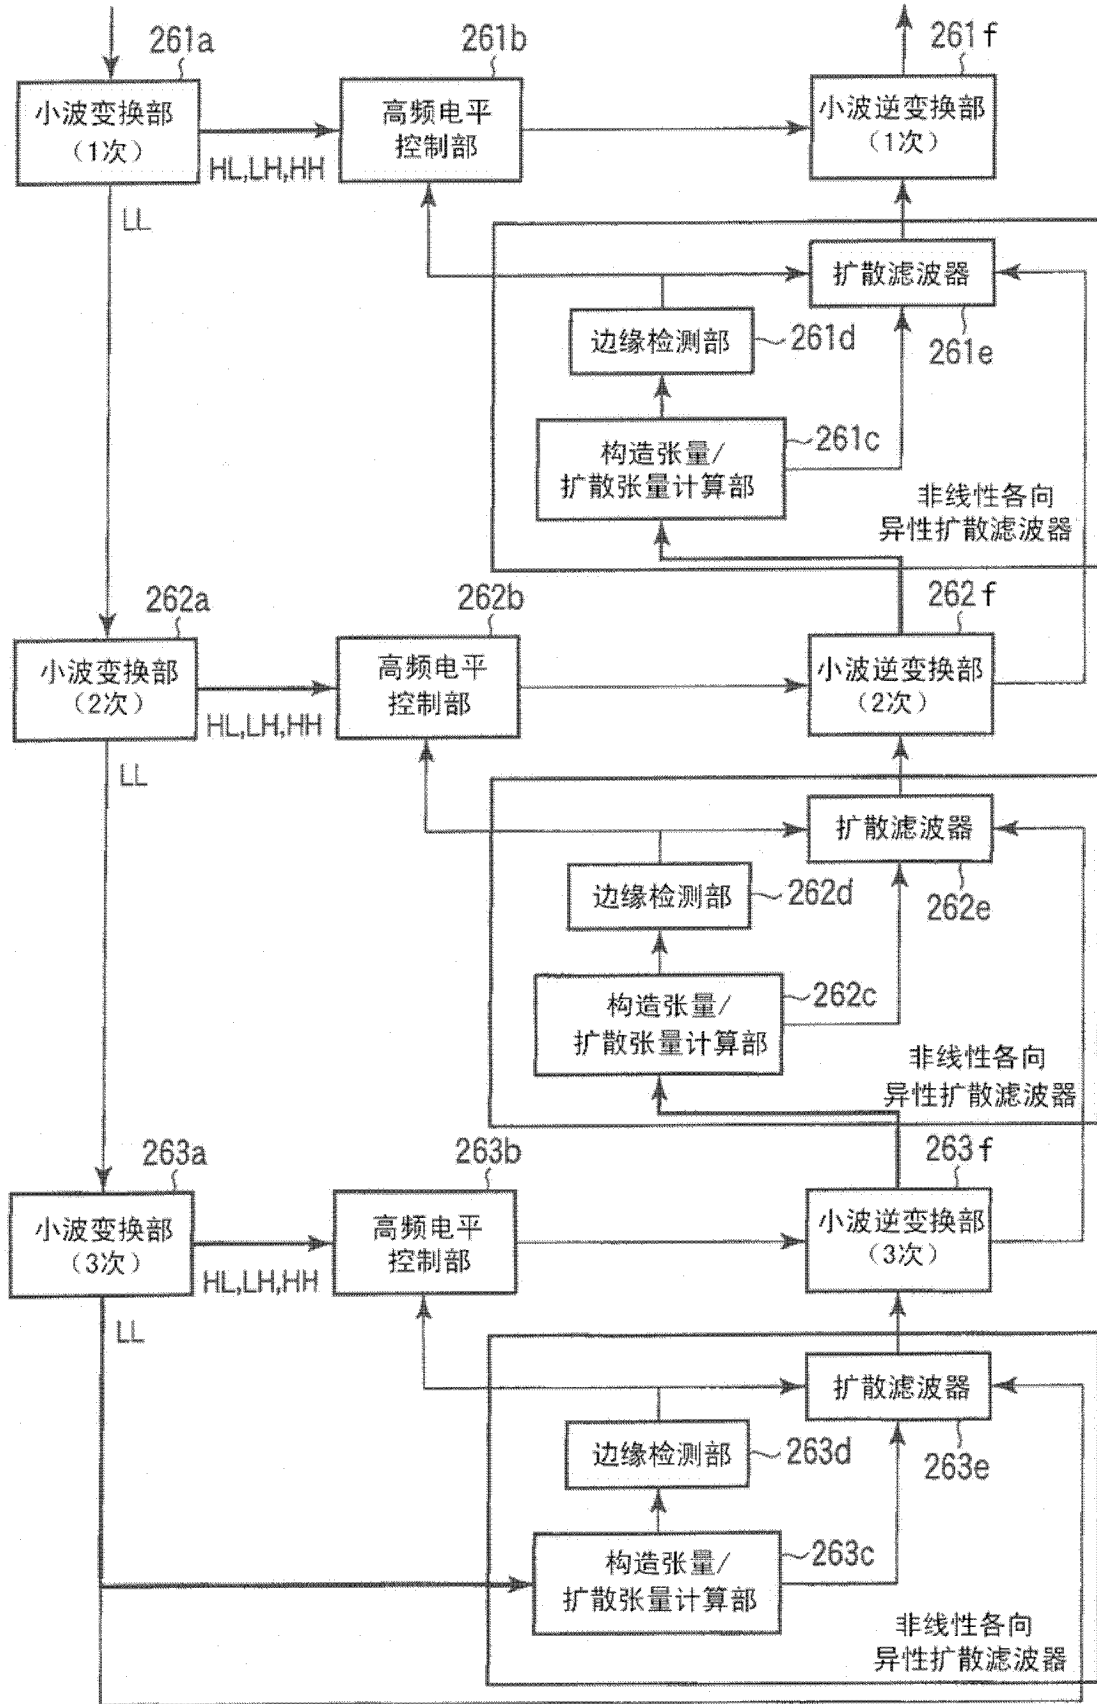 261a
261b
261f
小波变换部
（1次）
高频电平
控制部
小波逆变换部
（1次）
HL,LH,HH
LL
扩散滤波器
261e
边缘检测部
261d
构造张量/
扩散张量计算部
261c
非线性各向
异性扩散滤波器
262a
262b
262f
小波变换部
（2次）
高频电平
控制部
小波逆变换部
（2次）
HL,LH,HH
LL
扩散滤波器
262e
边缘检测部
262d
构造张量/
扩散张量计算部
262c
非线性各向
异性扩散滤波器
263a
263b
263f
小波变换部
（3次）
高频电平
控制部
小波逆变换部
（3次）
HL,LH,HH
LL
扩散滤波器
263e
边缘检测部
263d
构造张量/
扩散张量计算部
263c
非线性各向
异性扩散滤波器